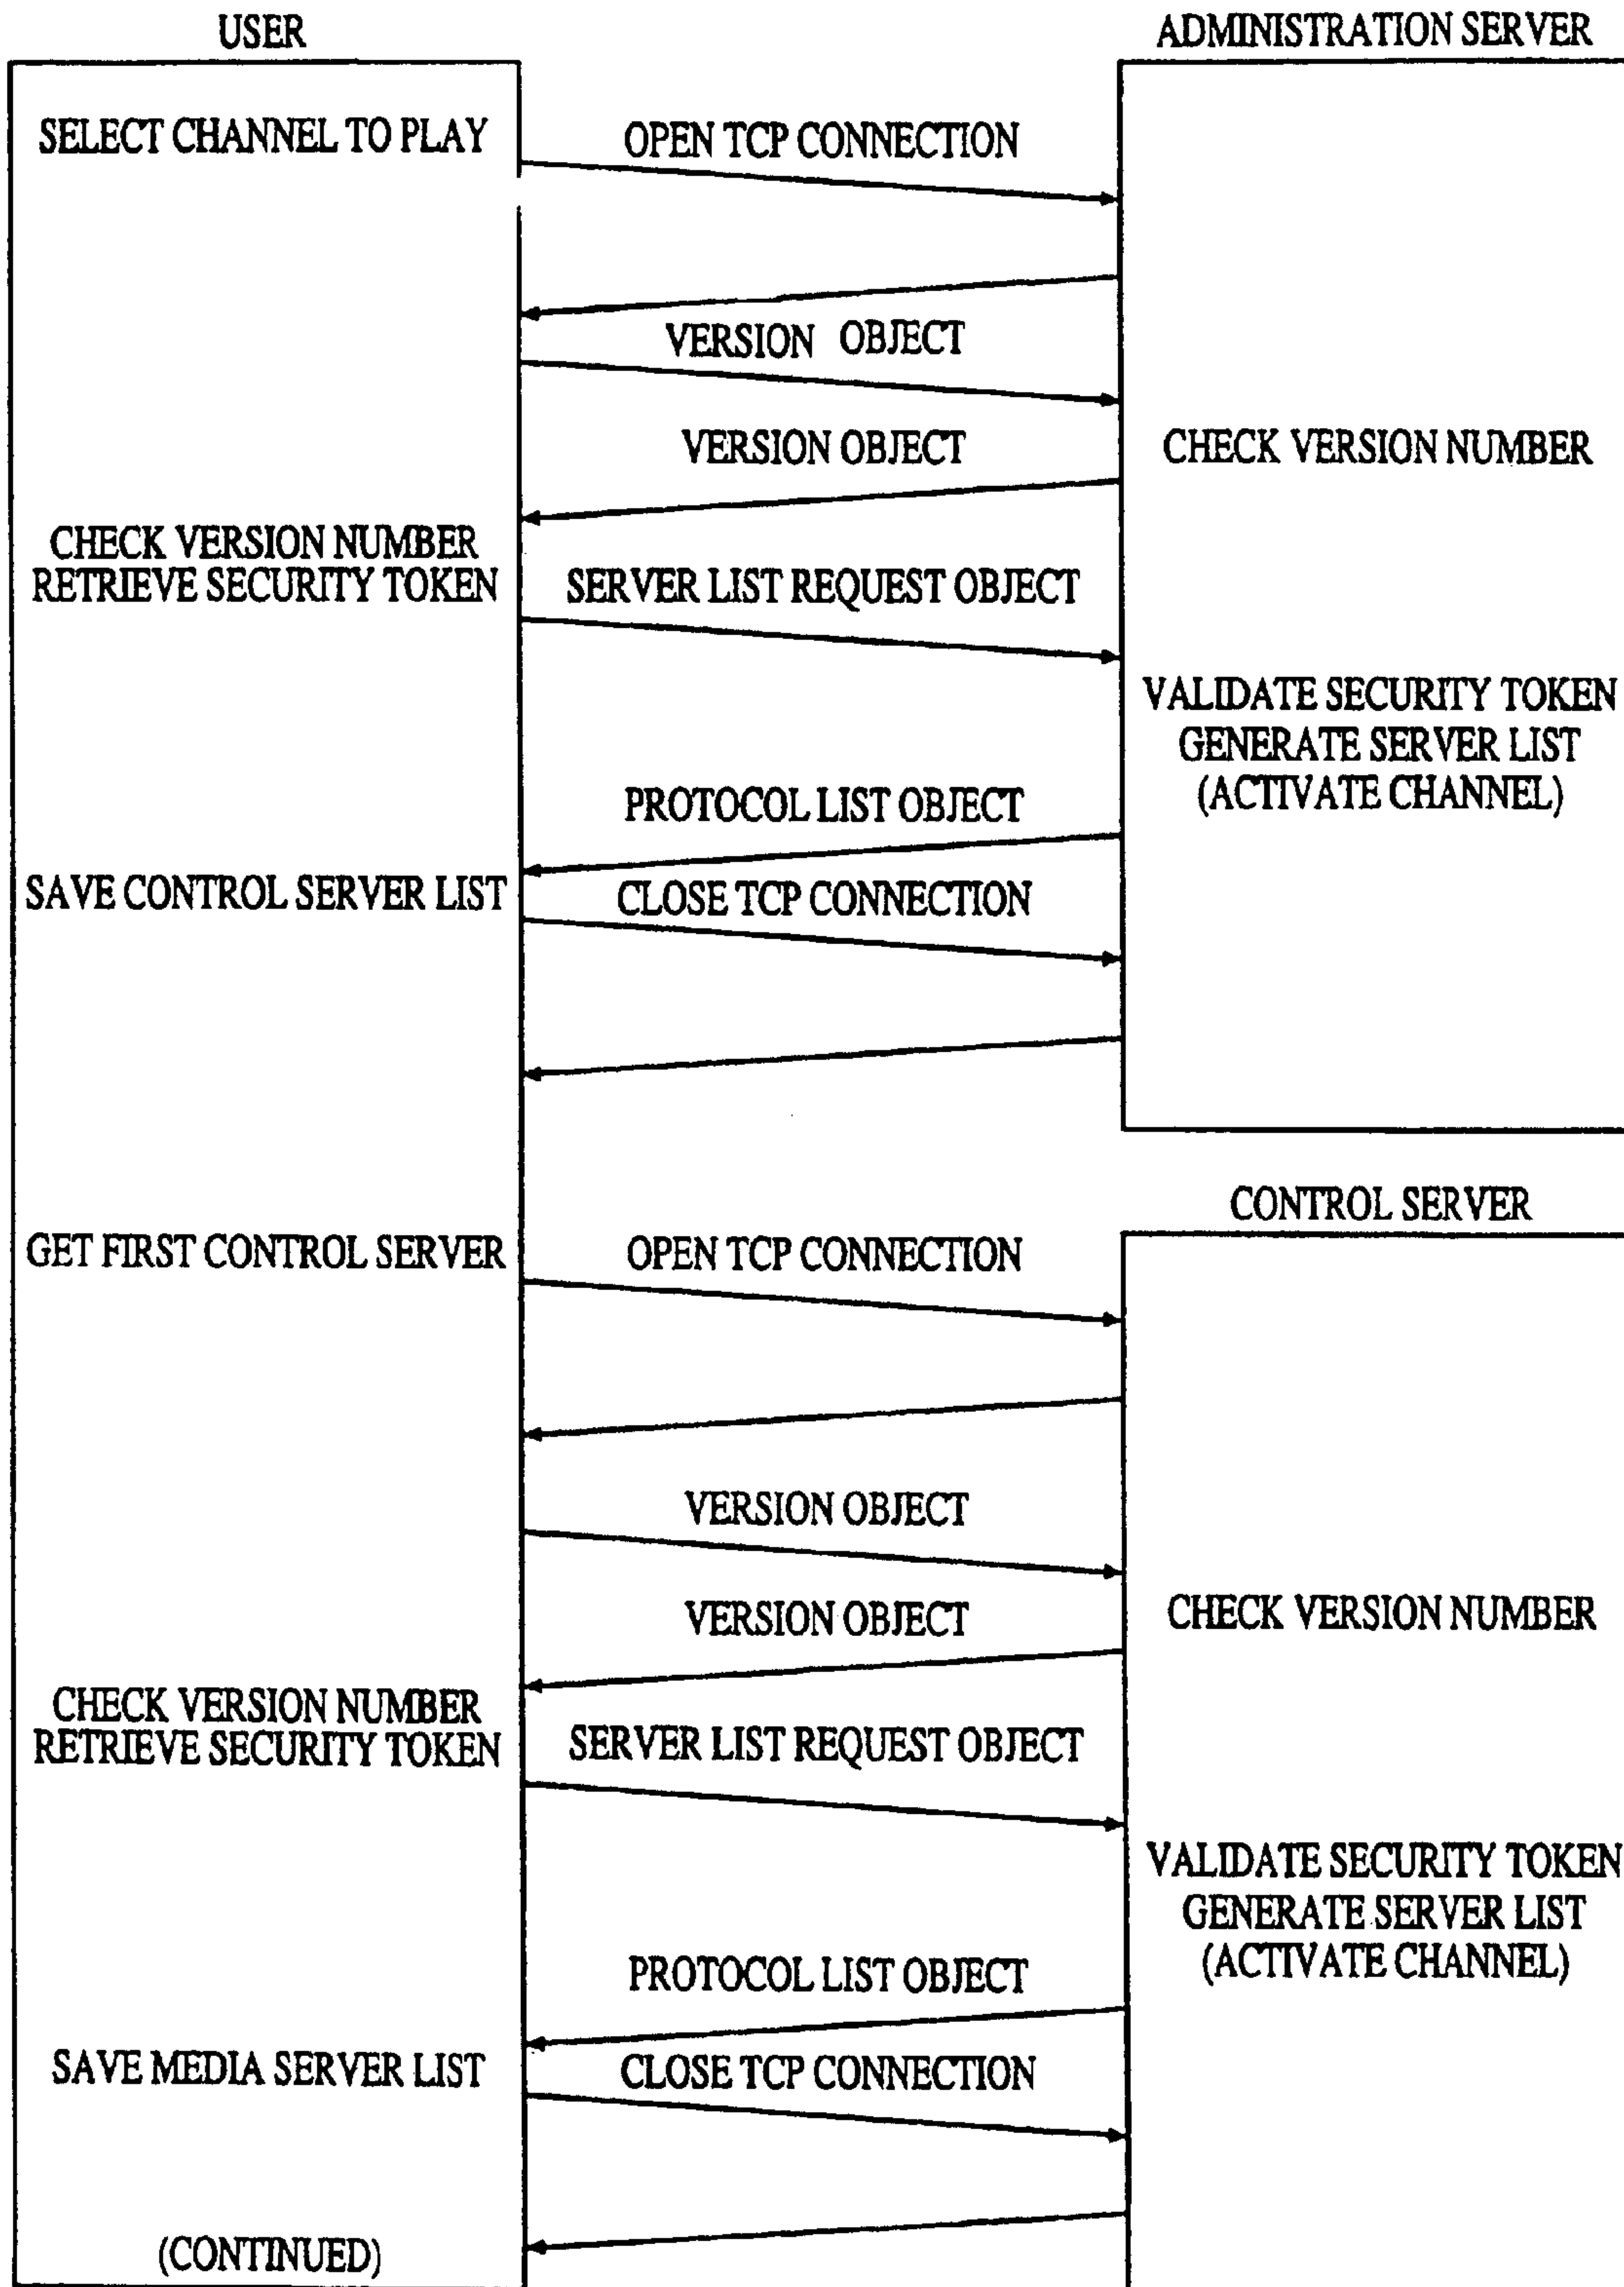 USER
ADMINISTRATION SERVER
SELECT CHANNEL TO PLAY
OPEN TCP CONNECTION
VERSION OBJECT
VERSION OBJECT
CHECK VERSION NUMBER
CHECK VERSION NUMBER
RETRIEVE SECURITY TOKEN
SERVER LIST REQUEST OBJECT
VALIDATE SECURITY TOKEN
GENERATE SERVER LIST
(ACTIVATE CHANNEL)
PROTOCOL LIST OBJECT
SAVE CONTROL SERVER LIST
CLOSE TCP CONNECTION
CONTROL SERVER
GET FIRST CONTROL SERVER
OPEN TCP CONNECTION
VERSION OBJECT
VERSION OBJECT
CHECK VERSION NUMBER
CHECK VERSION NUMBER
RETRIEVE SECURITY TOKEN
SERVER LIST REQUEST OBJECT
VALIDATE SECURITY TOKEN
GENERATE SERVER LIST
(ACTIVATE CHANNEL)
PROTOCOL LIST OBJECT
SAVE MEDIA SERVER LIST
CLOSE TCP CONNECTION
(CONTINUED)